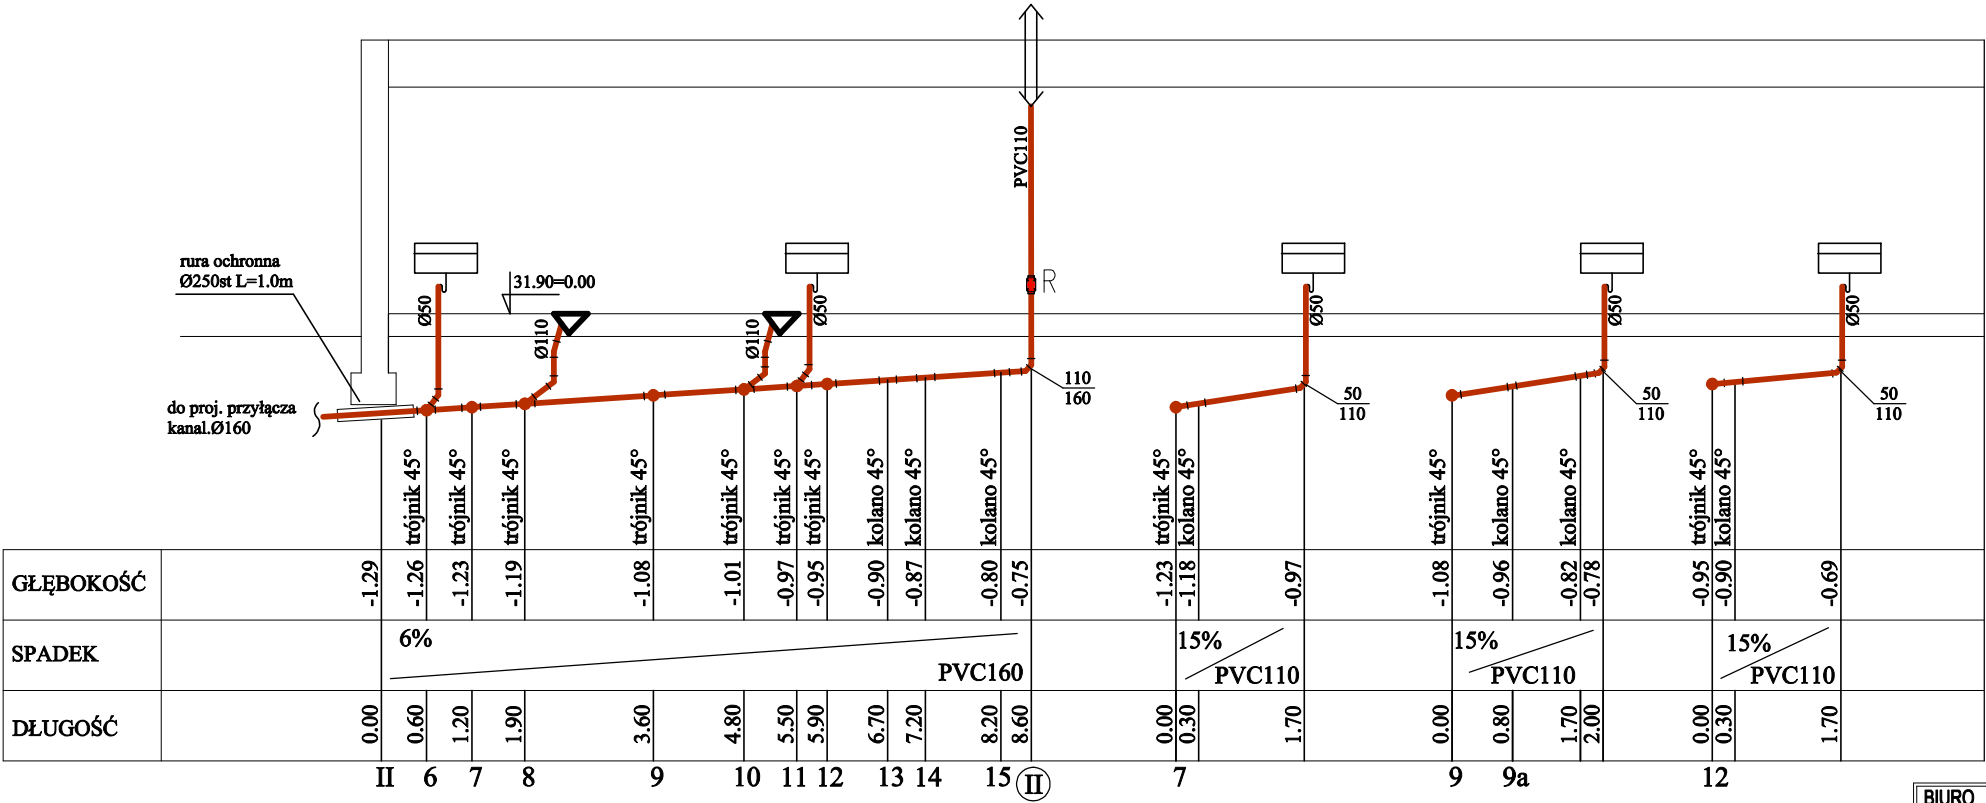 PVC110
R
rura ochronna
Ø250st L=1.0m
31.90=0.00
Ø50
Ø110
Ø110
Ø50
Ø50
Ø50
Ø50
do proj. przyłącza
kanal.Ø160
110
160
50
110
50
110
50
110
trójnik 45°
trójnik 45°
trójnik 45°
trójnik 45°
trójnik 45°
trójnik 45°
trójnik 45°
kolano 45°
kolano 45°
kolano 45°
trójnik 45°
kolano 45°
trójnik 45°
kolano 45°
kolano 45°
trójnik 45°
kolano 45°
GŁĘBOKOŚĆ -1.29 -1.26 -1.23 -1.19 -1.08 -1.01 -0.97 -0.95 -0.90 -0.87 -0.80 -0.75 -1.23 -1.18 -0.97 -1.08 -0.96 -0.82 -0.78 -0.95 -0.90 -0.69
SPADEK 6% PVC160 15% PVC110 15% PVC110 15% PVC110
DŁUGOŚĆ 0.00 0.60 1.20 1.90 3.60 4.80 5.50 5.90 6.70 7.20 8.20 8.60 0.00 0.30 1.70 0.00 0.80 1.70 2.00 0.00 0.30 1.70
II 6 7 8 9 10 11 12 13 14 15 II 7 9 9a 12
BIURO